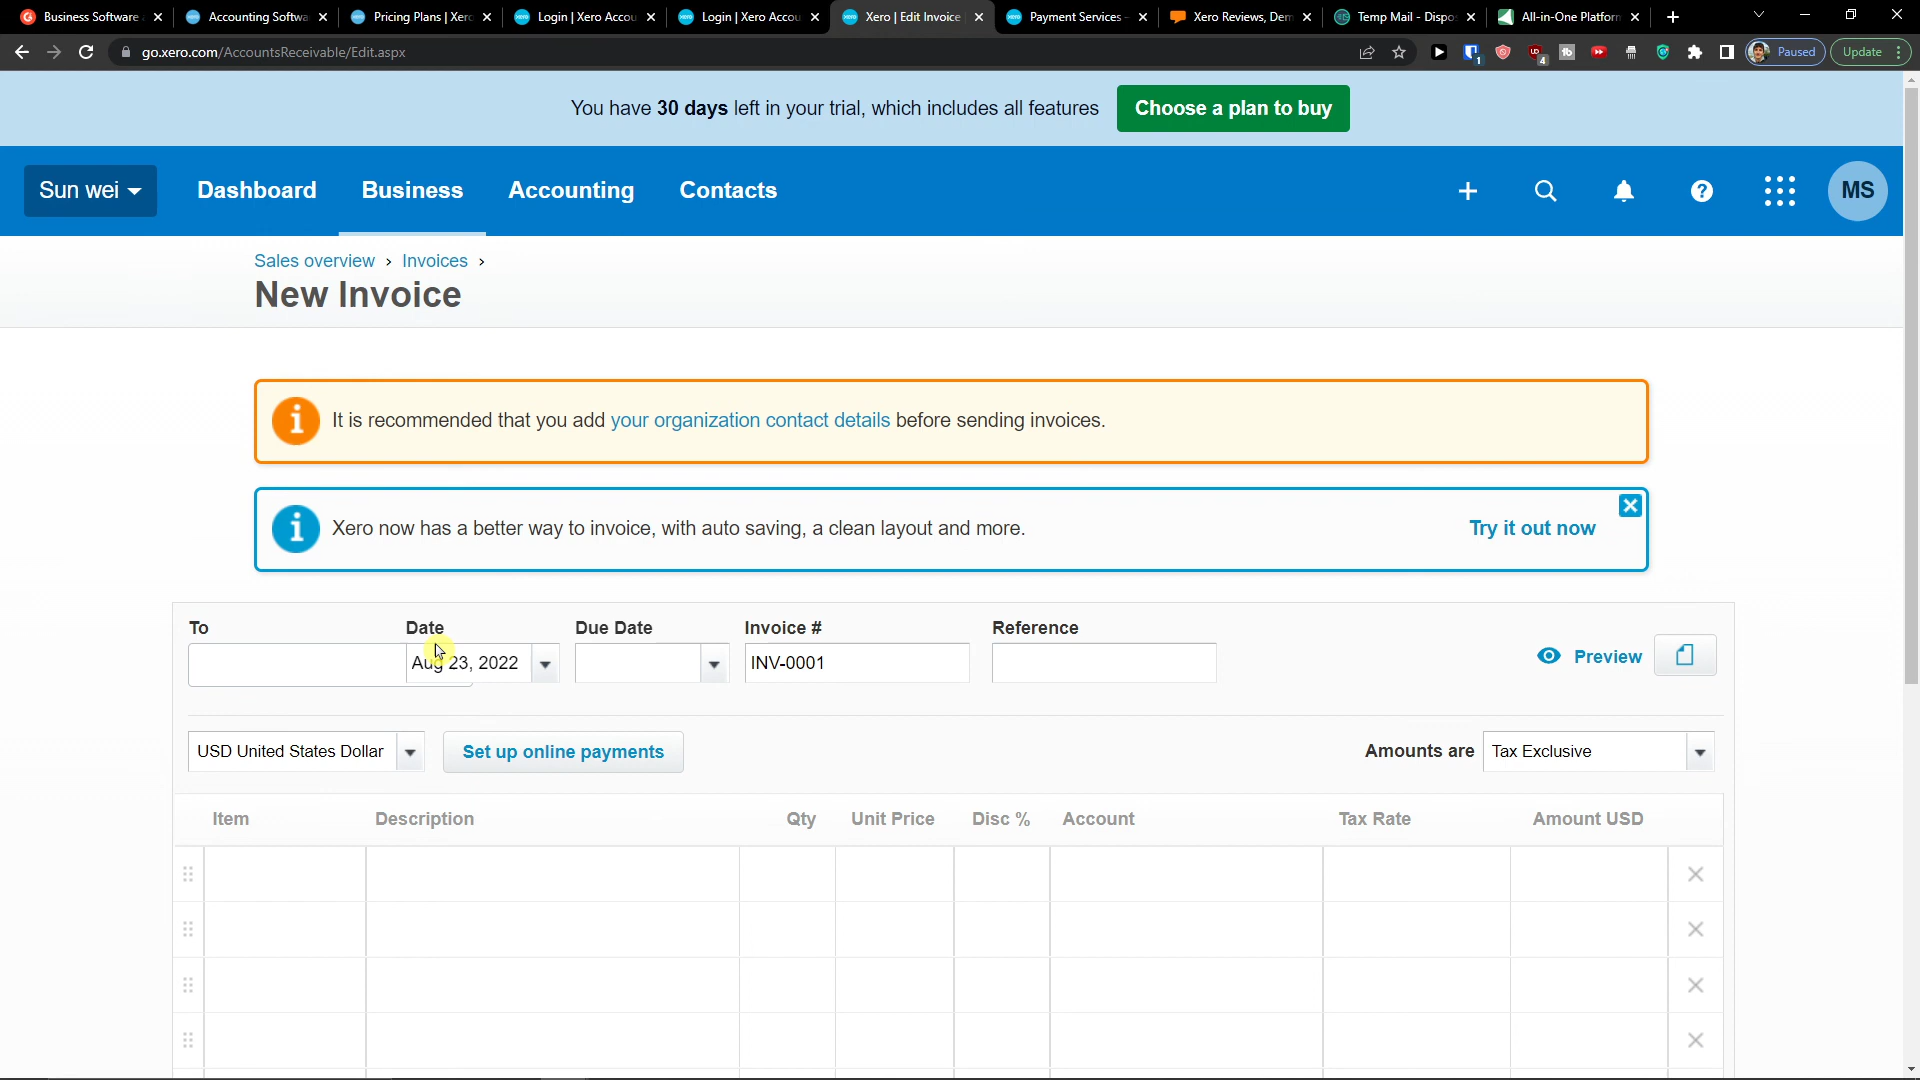 Business Software
Accounting Softwa
Pricing Plans | Xerc
Login | Xero Accou
Login | Xero Accou
Xero | Edit Invoice
Payment Services -
Xero Reviews, Dem
Temp Mail - Dispos
All-in-One Platform
go.xero.com/AccountsReceivable/Edit.aspx
Paused
Update
You have 30 days left in your trial, which includes all features
Choose a plan to buy
Sun wei
Dashboard
Business
Accounting
Contacts
MS
Sales overview › Invoices ›
New Invoice
It is recommended that you add your organization contact details before sending invoices.
Xero now has a better way to invoice, with auto saving, a clean layout and more.
Try it out now
To
Date
Due Date
Invoice #
Reference
Aug 23, 2022
INV-0001
Preview
USD United States Dollar
Set up online payments
Amounts are
Tax Exclusive
Item
Description
Qty
Unit Price
Disc %
Account
Tax Rate
Amount USD